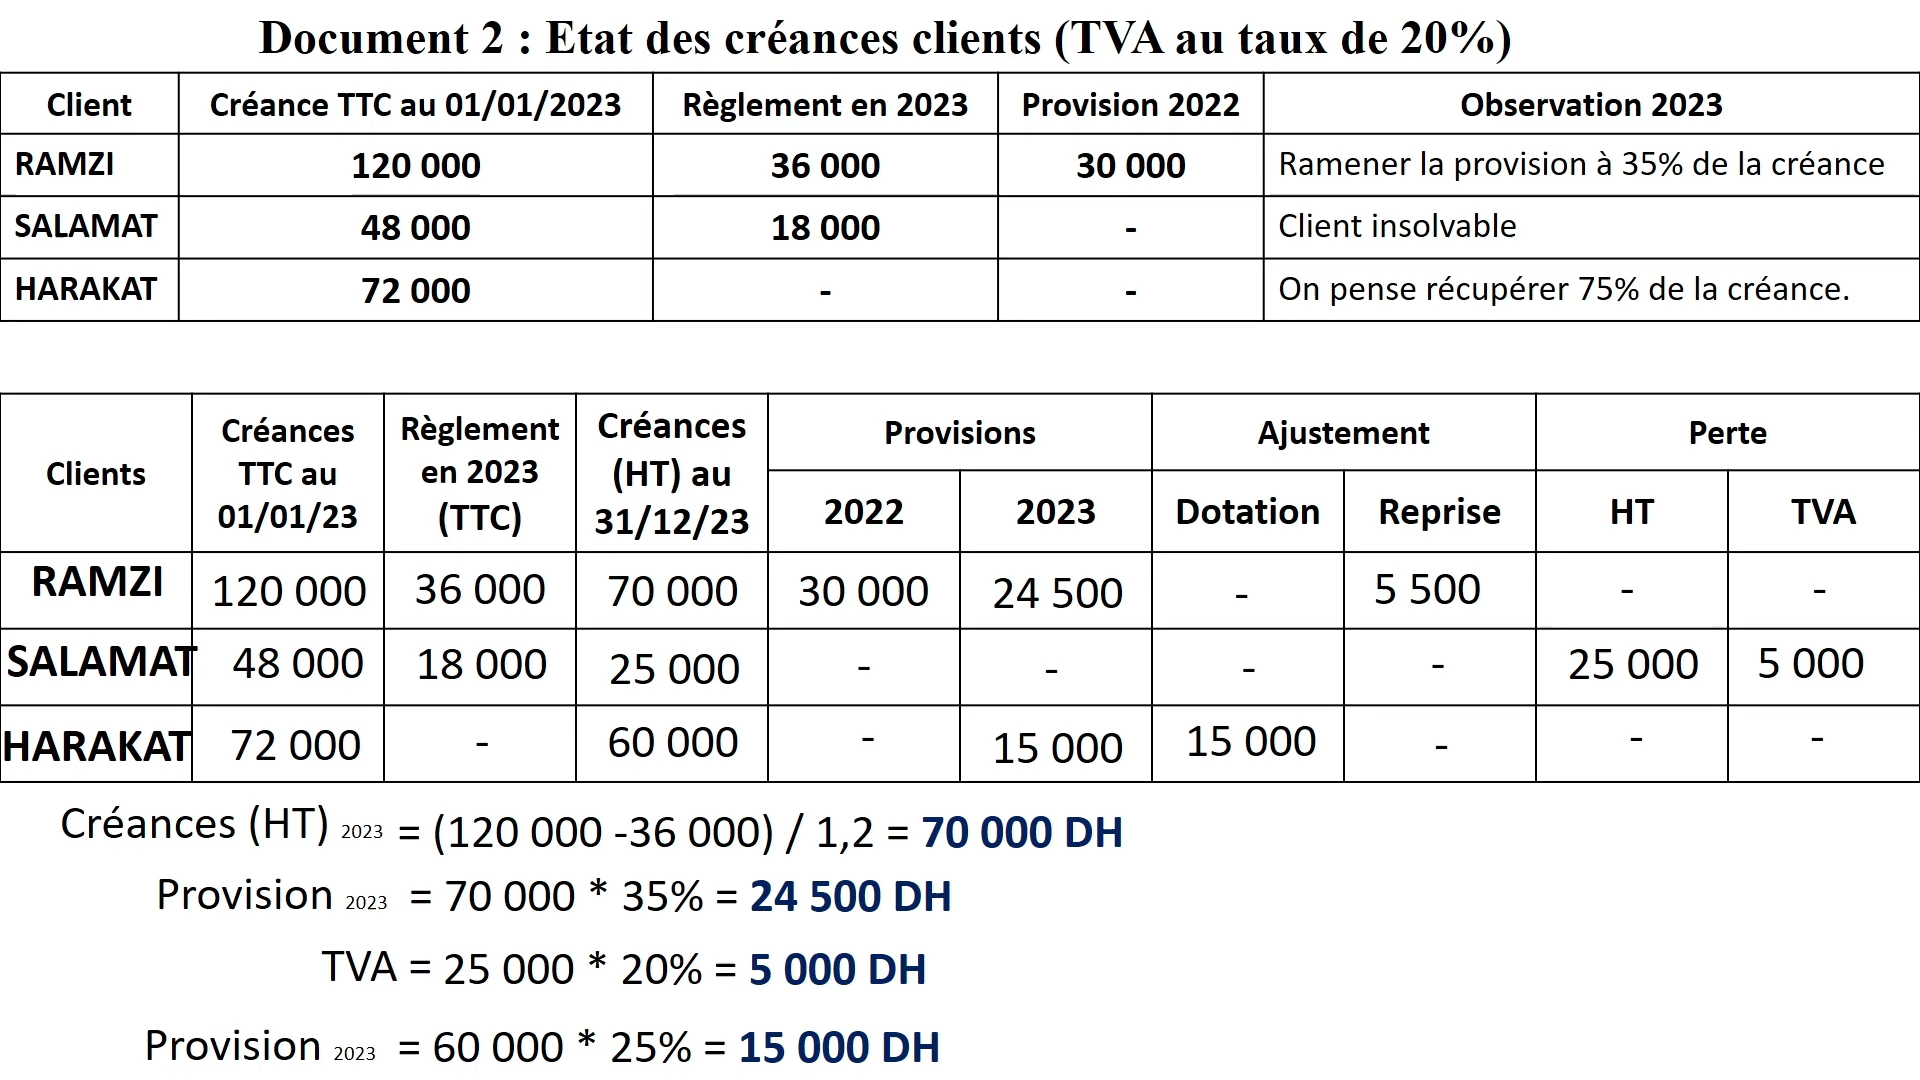 Document 2 : Etat des créances clients (TVA au taux de 20%)
Client Créance TTC au 01/01/2023 Règlement en 2023 Provision 2022 Observation 2023
RAMZI 120 000 36 000 30 000 Ramener la provision à 35% de la créance
SALAMAT 48 000 18 000 - Client insolvable
HARAKAT 72 000 - - On pense récupérer 75% de la créance.
Clients
Créances
TTC au
01/01/23
Règlement
en 2023
(TTC)
Créances
(HT) au
31/12/23
Provisions Ajustement Perte
2022 2023 Dotation Reprise HT TVA
RAMZI 120 000 36 000 70 000 30 000 24 500 - 5 500 - -
SALAMAT 48 000 18 000 25 000 - - - - 25 000 5 000
HARAKAT 72 000 - 60 000 - 15 000 15 000 - - -
Créances (HT) 2023 = (120 000 -36 000) / 1,2 = 70 000 DH
Provision 2023 = 70 000 * 35% = 24 500 DH
TVA = 25 000 * 20% = 5 000 DH
Provision 2023 = 60 000 * 25% = 15 000 DH